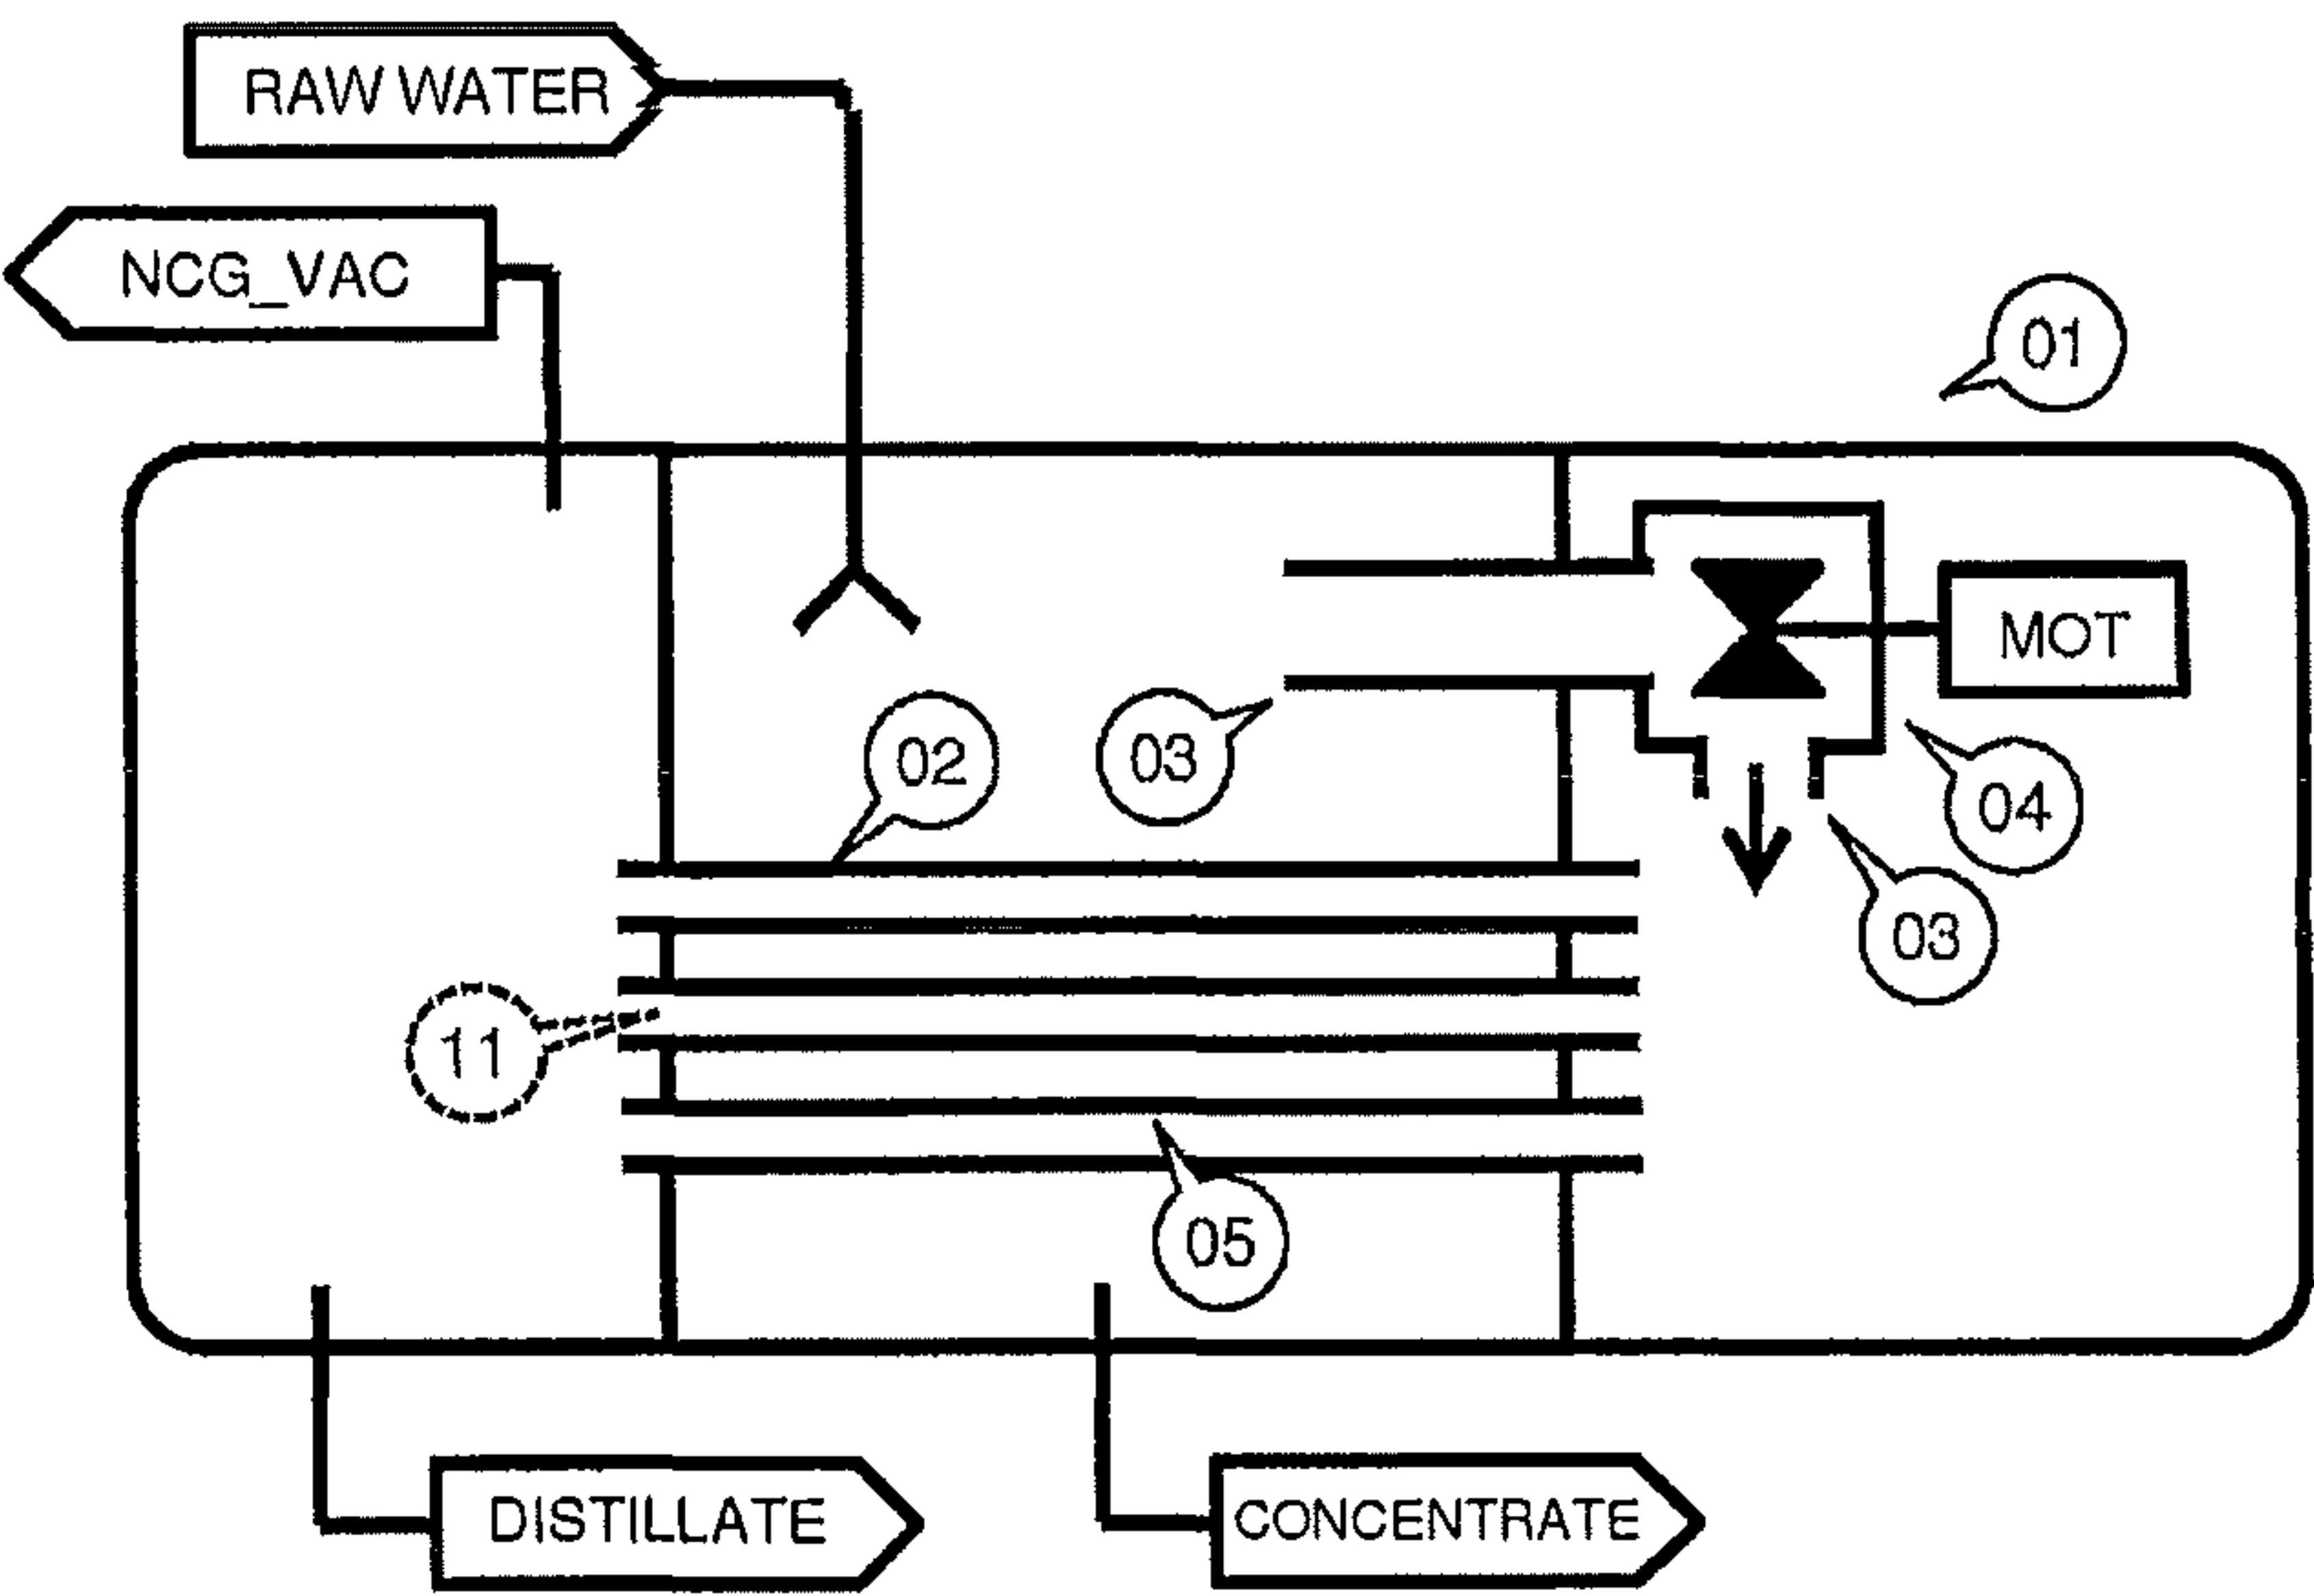 RAW WATER
NCG_VAC
01
MOT
02
03
04
03
11
05
DISTILLATE
CONCENTRATE